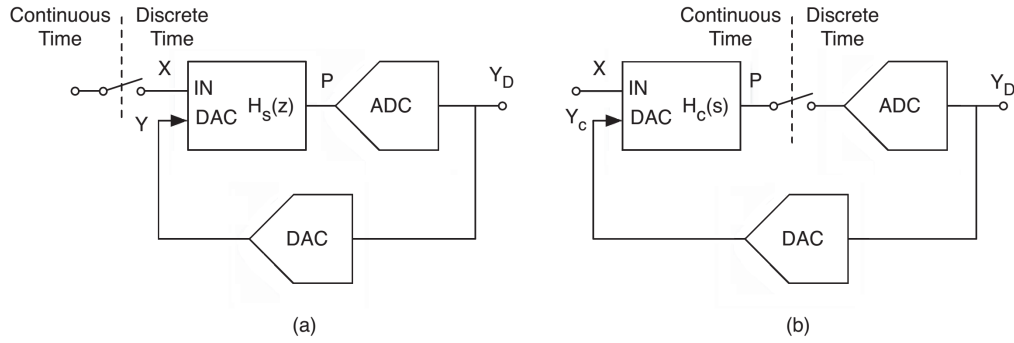 Continuous Time
Discrete Time
X
IN
DAC
H_s(z)
P
ADC
Y_D
Y
DAC
(a)
Continuous Time
Discrete Time
X
IN
DAC
H_c(s)
P
ADC
Y_D
Y_c
DAC
(b)